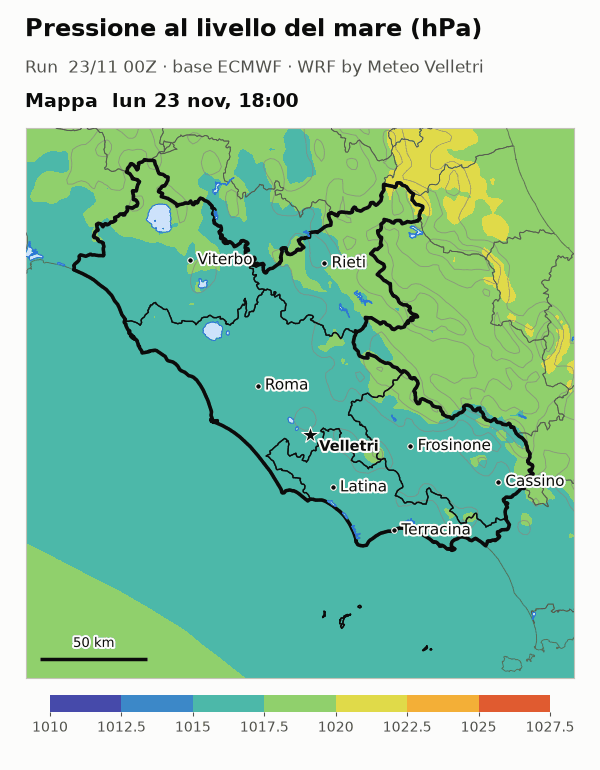 Pressione al livello del mare (hPa)
Run  23/11 00Z · base ECMWF · WRF by Meteo Velletri
Mappa  lun 23 nov, 18:00
Viterbo
Rieti
Roma
Velletri
Frosinone
Latina
Cassino
Terracina
50 km
1010 1012.5 1015 1017.5 1020 1022.5 1025 1027.5